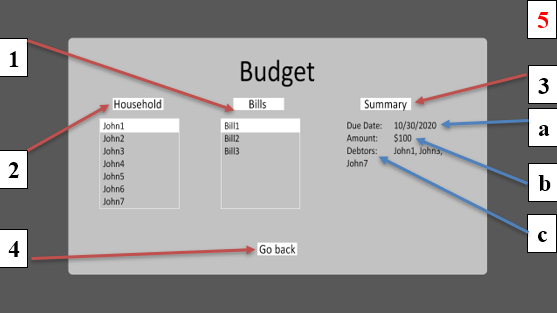 5
1
Budget
3
Household
Bills
Summary
John1
Bill1
Due Date: 10/30/2020
a
John2
Bill2
Amount: $100
John3
Bill3
Debtors: John1, John3,
John4
John7
2
b
John5
John6
John7
c
4
Go back